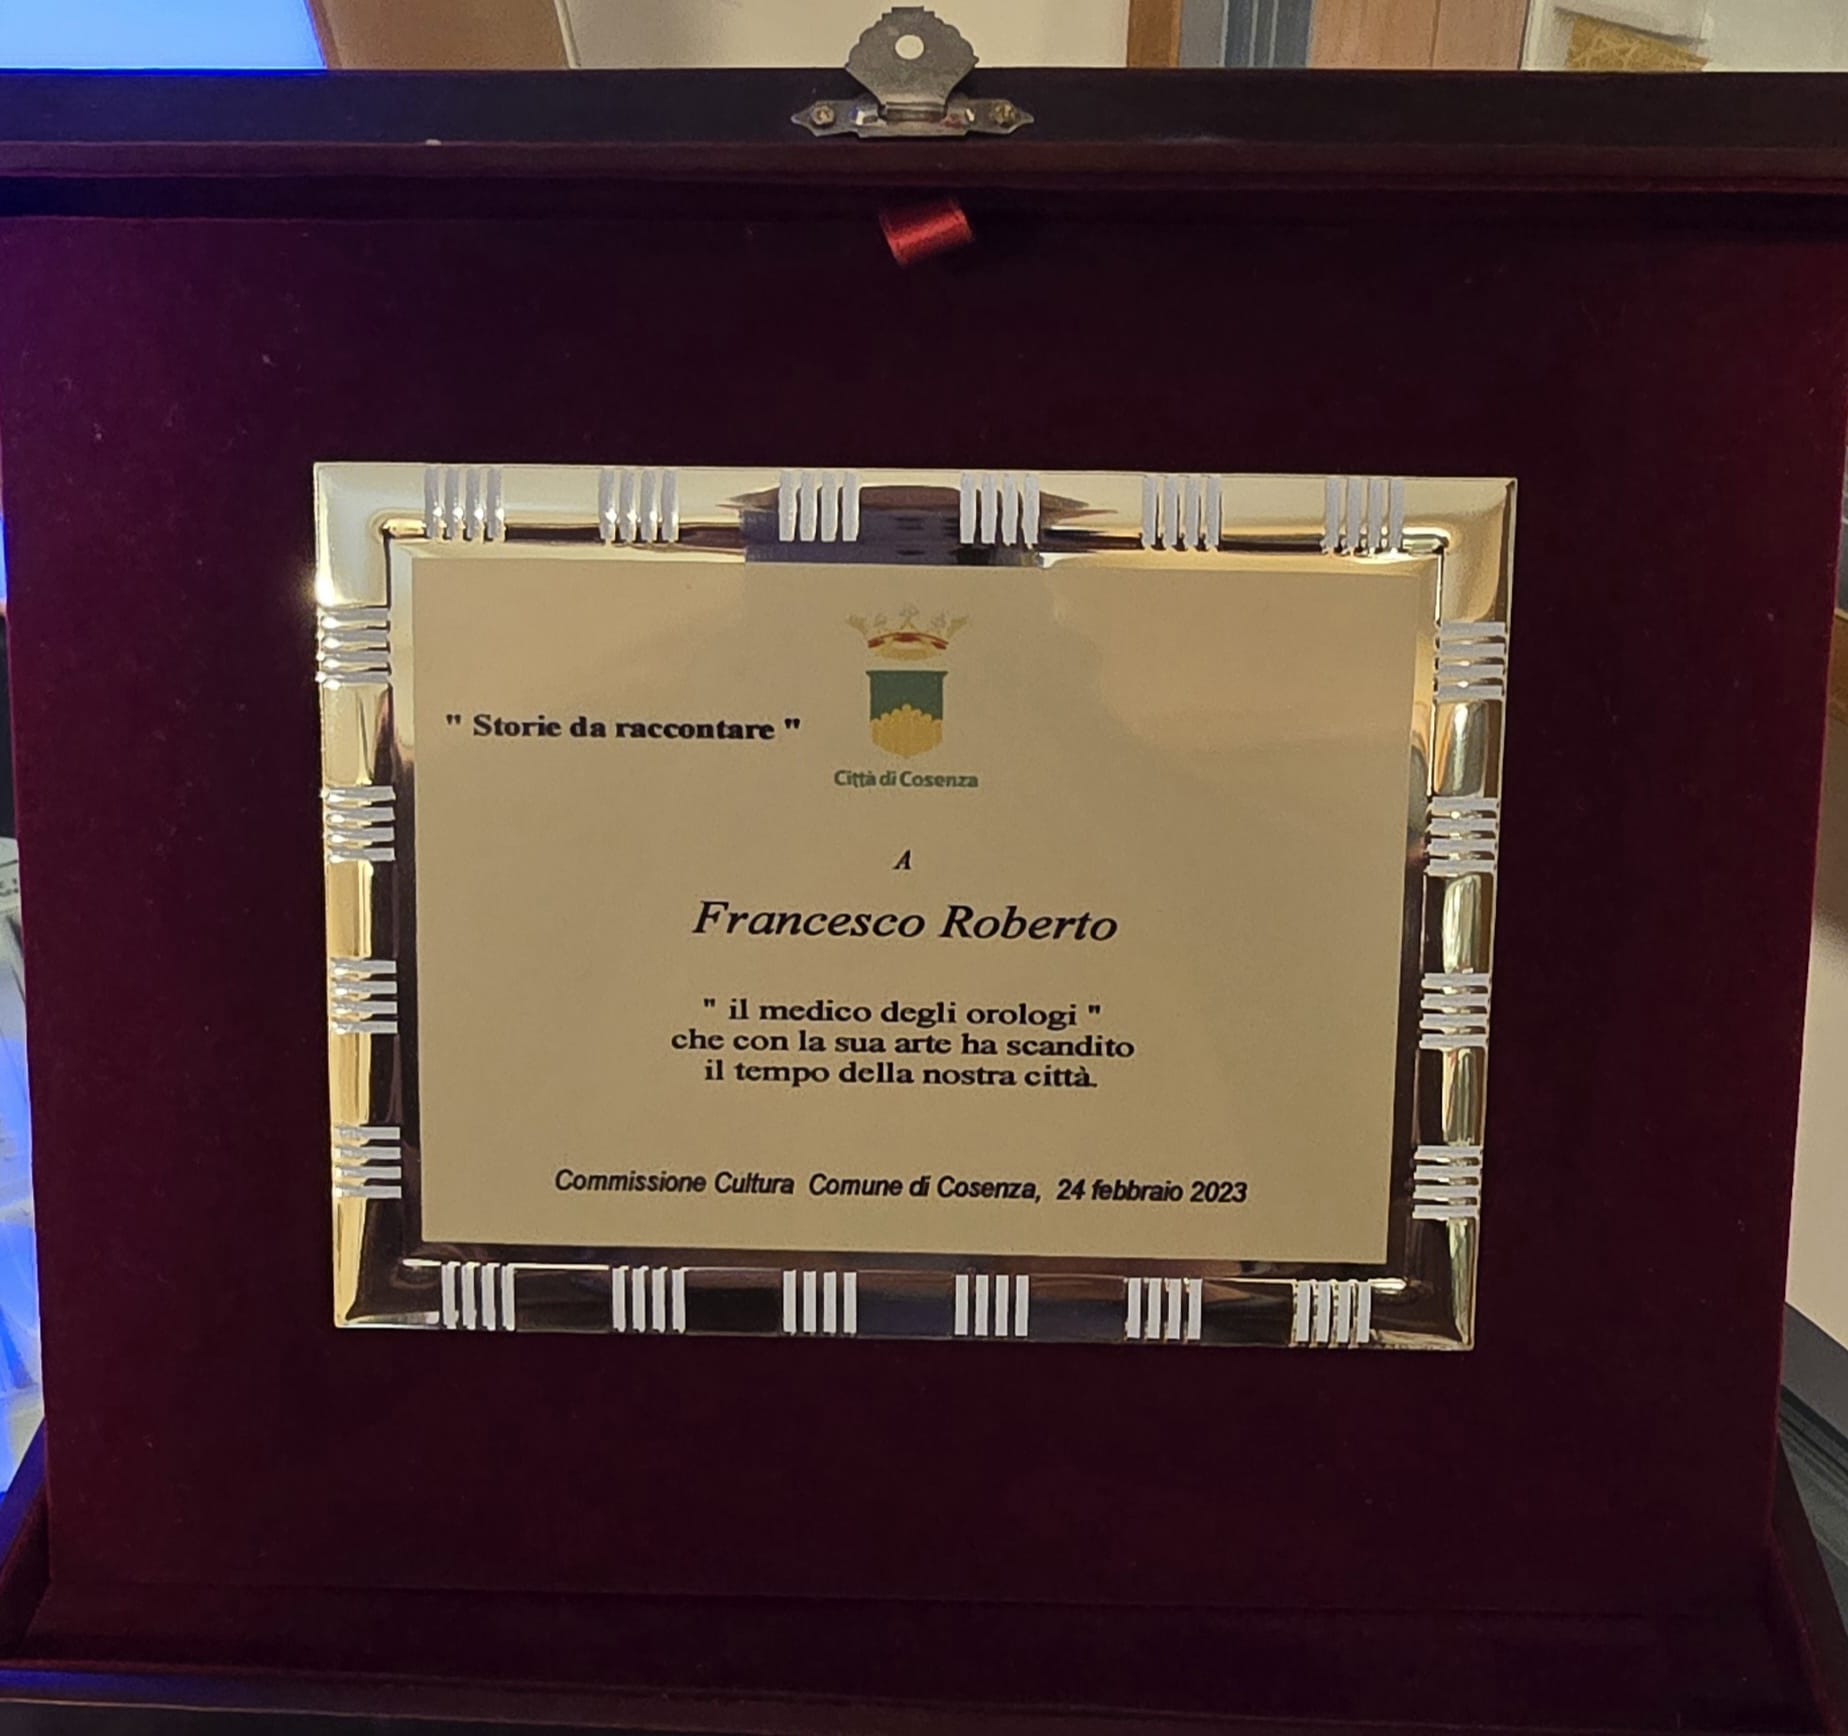 " Storie da raccontare "
Città di Cosenza
A
Francesco Roberto
" il medico degli orologi "
che con la sua arte ha scandito
il tempo della nostra città.
Commissione Cultura Comune di Cosenza, 24 febbraio 2023